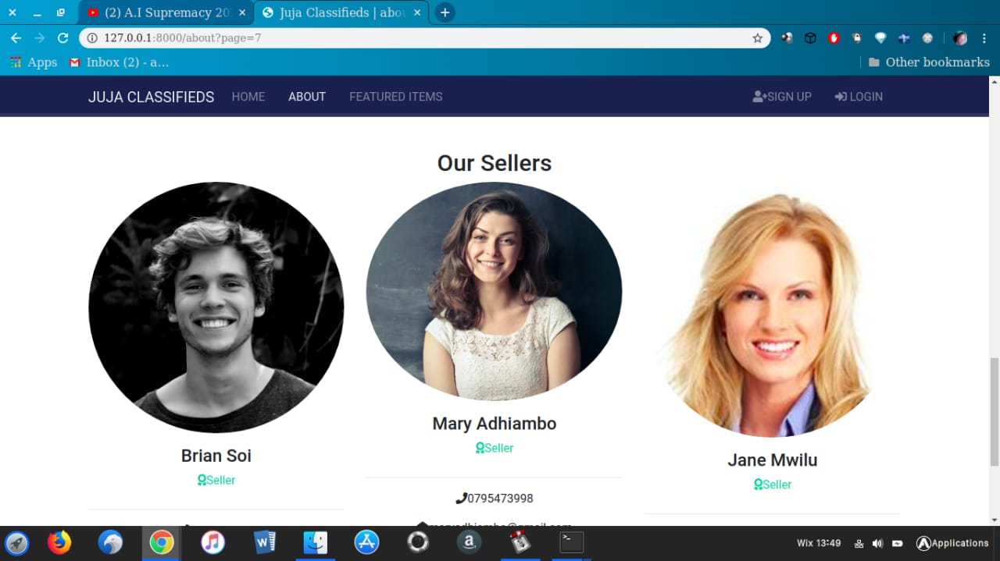 (2) A.I Supremacy 20
Juja Classifieds | abou
127.0.0.1:8000/about?page=7
Apps
Inbox (2) - a...
Other bookmarks
JUJA CLASSIFIEDS HOME ABOUT FEATURED ITEMS SIGN UP LOGIN
Our Sellers
Brian Soi
Seller
Mary Adhiambo
Seller
0795473998
Jane Mwilu
Seller
Wix 13:49
Applications